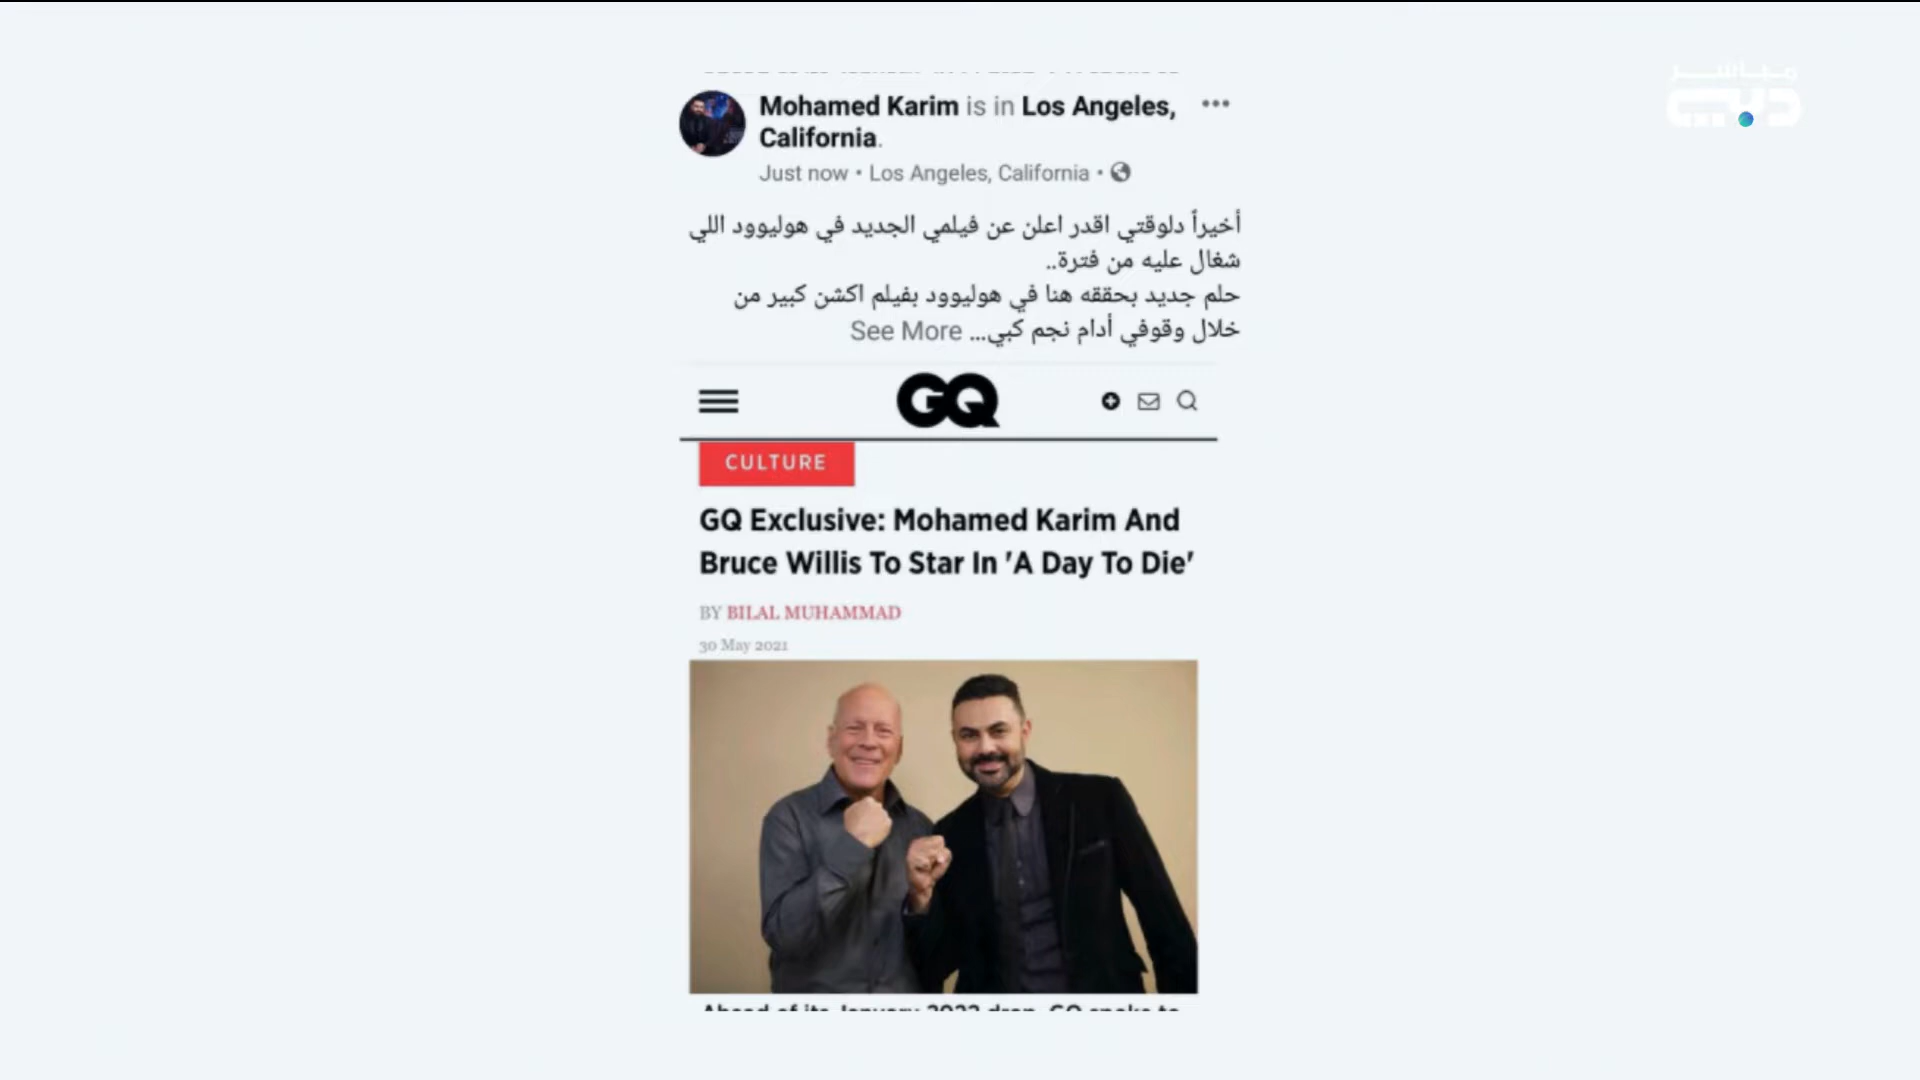 مباشر
دبي
Mohamed Karim is in Los Angeles,
California.
Just now • Los Angeles, California •
أخيراً دلوقتي اقدر اعلن عن فيلمي الجديد في هوليوود اللي
شغال عليه من فترة..
حلم جديد بحققه هنا في هوليوود بفيلم اكشن كبير من
خلال وقوفي أدام نجم كبي... See More
GQ
CULTURE
GQ Exclusive: Mohamed Karim And
Bruce Willis To Star In 'A Day To Die'
BY BILAL MUHAMMAD
30 May 2021